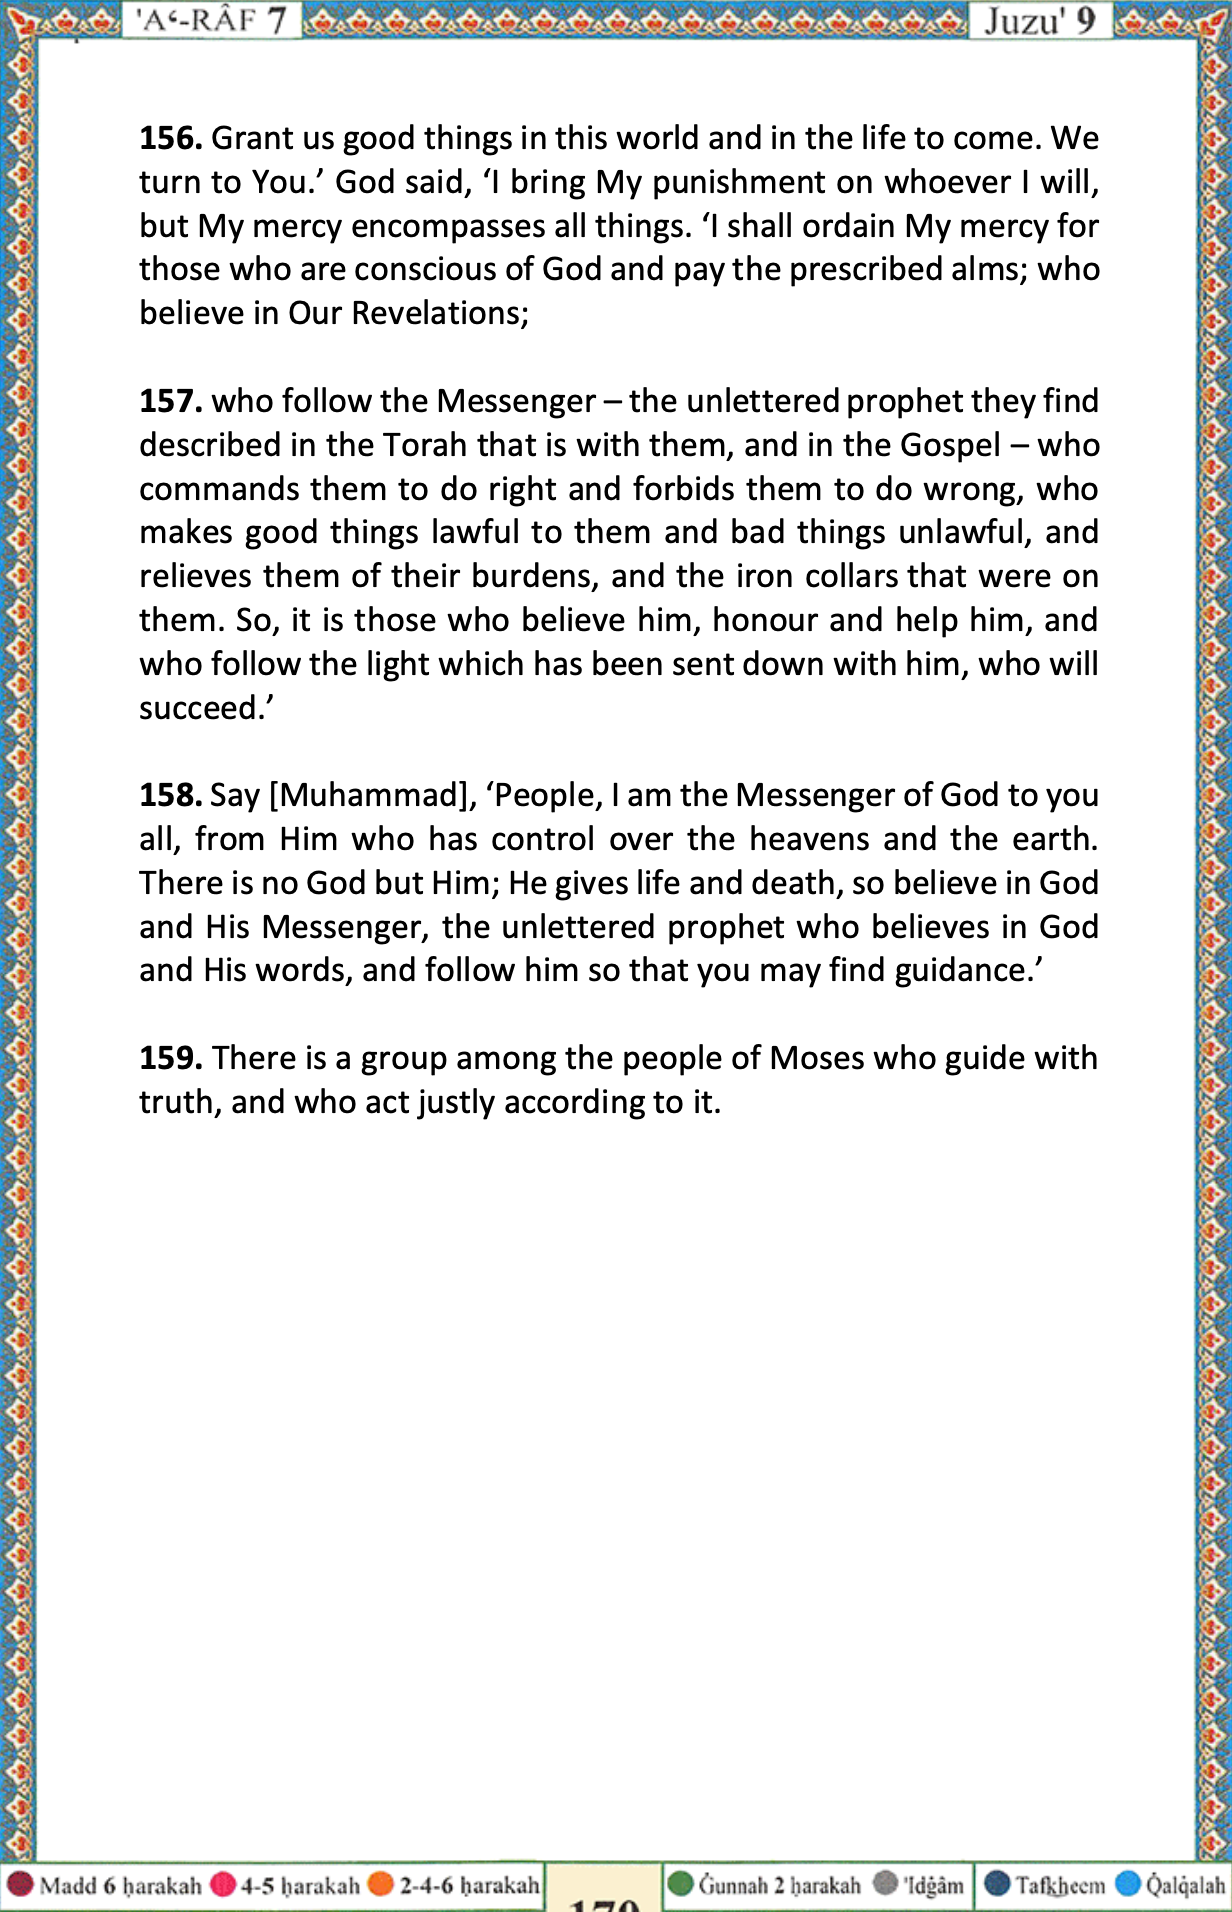 'Aʿ-RÂF 7
Juzu' 9
156. Grant us good things in this world and in the life to come. We
turn to You.’ God said, ‘I bring My punishment on whoever I will,
but My mercy encompasses all things. ‘I shall ordain My mercy for
those who are conscious of God and pay the prescribed alms; who
believe in Our Revelations;
157. who follow the Messenger – the unlettered prophet they find
described in the Torah that is with them, and in the Gospel – who
commands them to do right and forbids them to do wrong, who
makes good things lawful to them and bad things unlawful, and
relieves them of their burdens, and the iron collars that were on
them. So, it is those who believe him, honour and help him, and
who follow the light which has been sent down with him, who will
succeed.’
158. Say [Muhammad], ‘People, I am the Messenger of God to you
all, from Him who has control over the heavens and the earth.
There is no God but Him; He gives life and death, so believe in God
and His Messenger, the unlettered prophet who believes in God
and His words, and follow him so that you may find guidance.’
159. There is a group among the people of Moses who guide with
truth, and who act justly according to it.
Madd 6 ḥarakah 4-5 ḥarakah 2-4-6 ḥarakah
170
Ġunnah 2 ḥarakah 'Idġâm Tafkheem Q̇alq̇alah